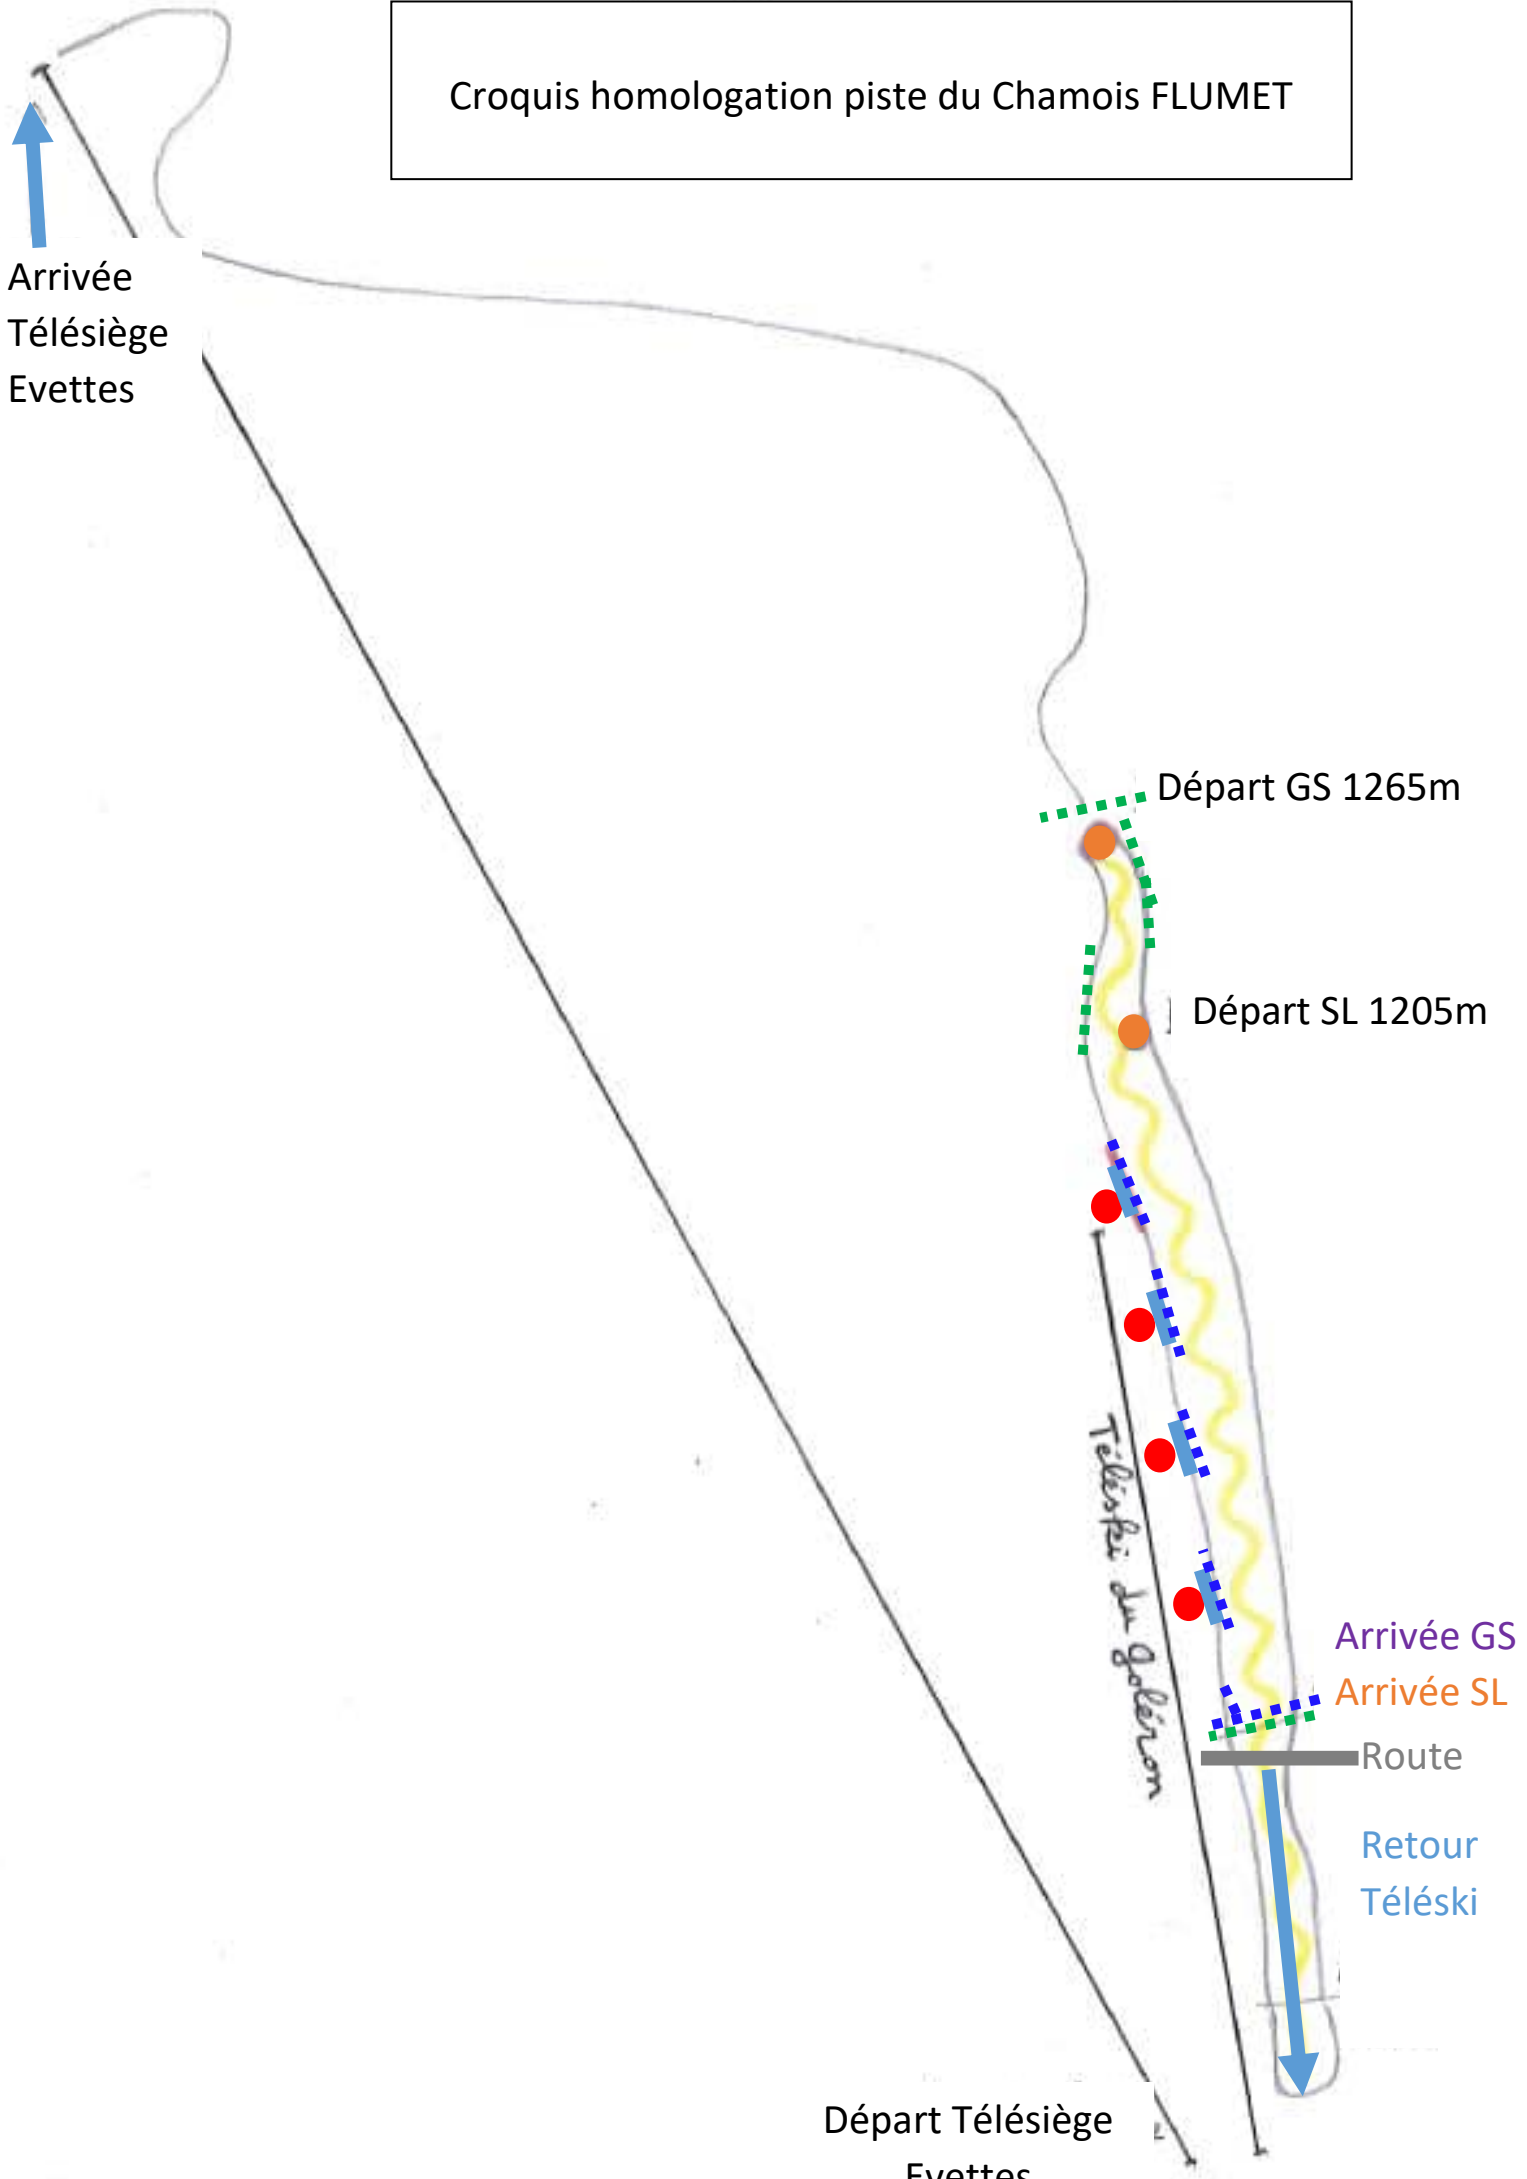 Croquis homologation piste du Chamois FLUMET
Arrivée
Télésiège
Evettes
Départ GS 1265m
Départ SL 1205m
Téléski du Goléron
Arrivée GS
Arrivée SL
Route
Retour
Téléski
Départ Télésiège
Evettes